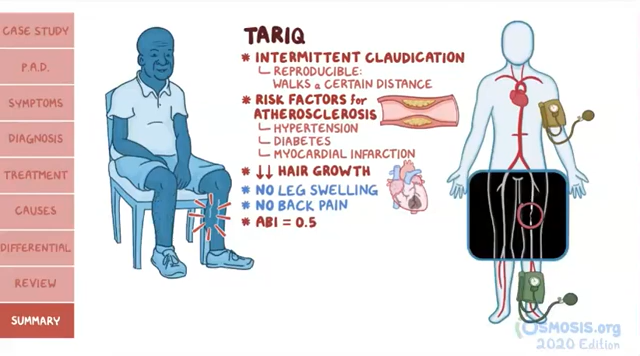 CASE STUDY
P.A.D.
SYMPTOMS
DIAGNOSIS
TREATMENT
CAUSES
DIFFERENTIAL
REVIEW
SUMMARY
TARIQ
* INTERMITTENT CLAUDICATION
REPRODUCIBLE:
WALKS a CERTAIN DISTANCE
* RISK FACTORS for
ATHEROSCLEROSIS
HYPERTENSION
DIABETES
MYOCARDIAL INFARCTION
* ↓↓ HAIR GROWTH
* NO LEG SWELLING
* NO BACK PAIN
* ABI = 0.5
OSMOSIS.org
2020 Edition